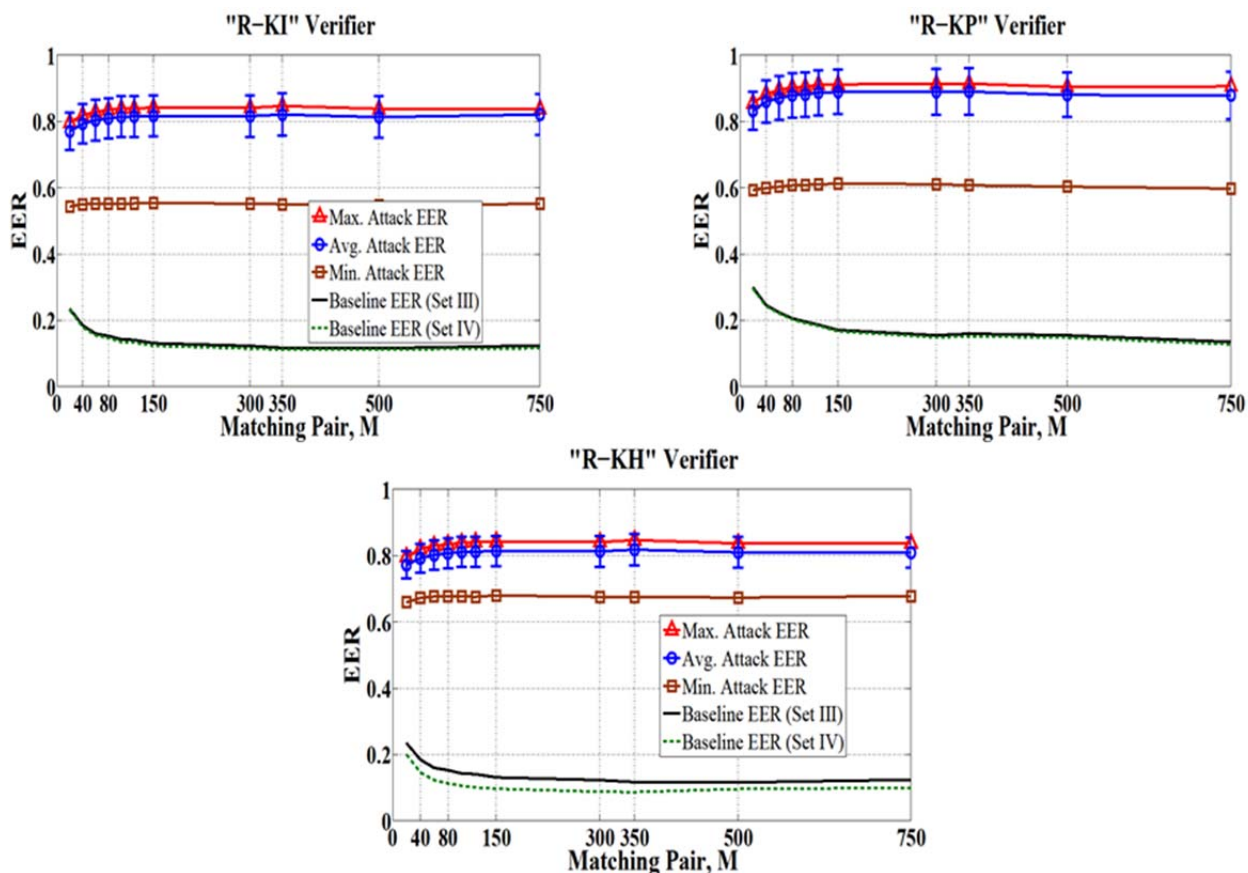 "R-KI" Verifier
1
0.8
0.6
0.4
0.2
0
EER
Max. Attack EER
Avg. Attack EER
Min. Attack EER
Baseline EER (Set III)
Baseline EER (Set IV)
0 40 80 150 300 350 500 750
Matching Pair, M
"R-KP" Verifier
1
0.8
0.6
0.4
0.2
0
EER
0 40 80 150 300 350 500 750
Matching Pair, M
"R-KH" Verifier
1
0.8
0.6
0.4
0.2
0
EER
Max. Attack EER
Avg. Attack EER
Min. Attack EER
Baseline EER (Set III)
Baseline EER (Set IV)
0 40 80 150 300 350 500 750
Matching Pair, M